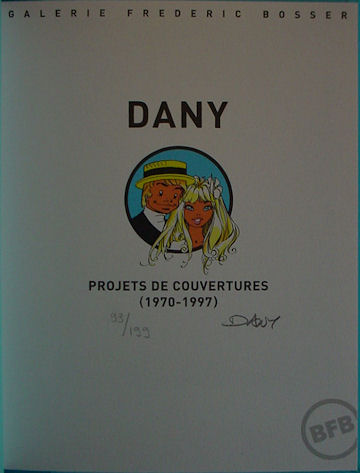 GALERIE FREDERIC BOSSER
DANY
PROJETS DE COUVERTURES
(1970-1997)
93/199
DANY
BFB